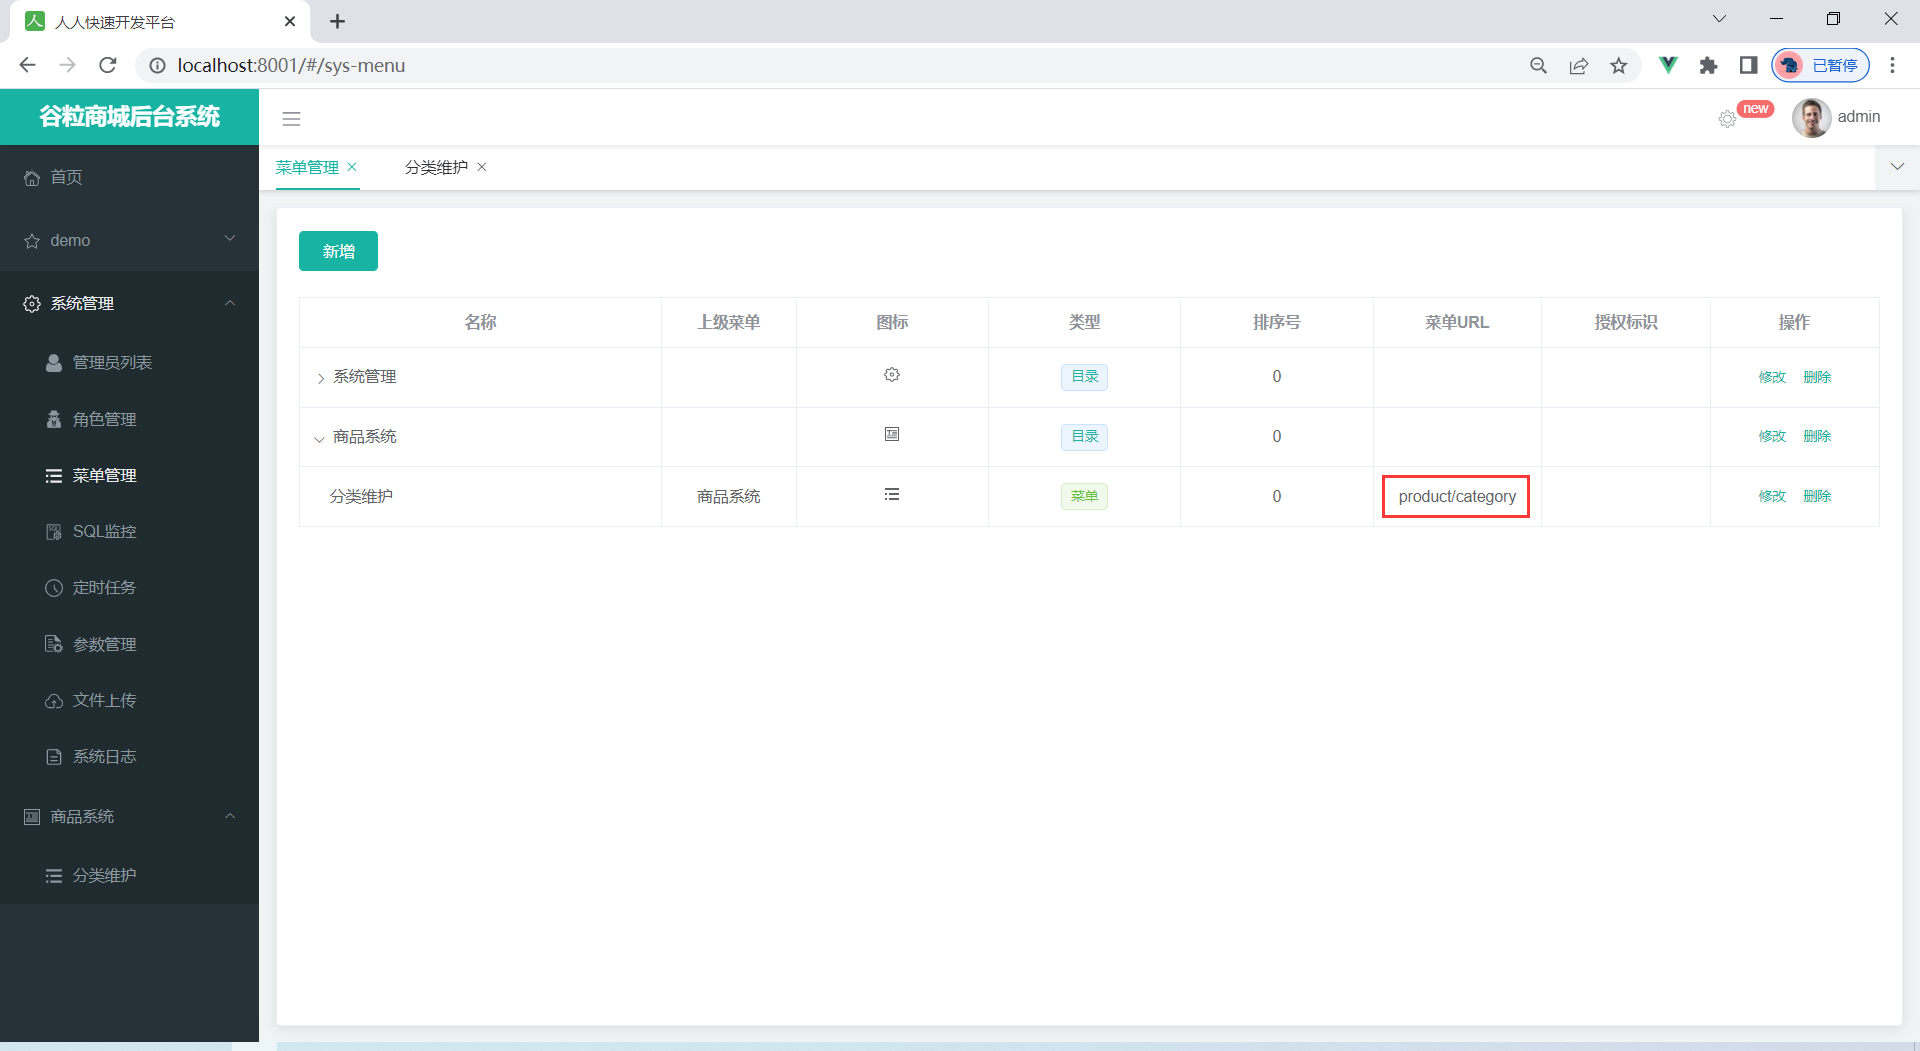 人人快速开发平台
localhost:8001/#/sys-menu
已暂停
谷粒商城后台系统
new
admin
首页
demo
系统管理
管理员列表
角色管理
菜单管理
SQL监控
定时任务
参数管理
文件上传
系统日志
商品系统
分类维护
菜单管理 分类维护
新增
名称 上级菜单 图标 类型 排序号 菜单URL 授权标识 操作
系统管理 目录 0 修改 删除
商品系统 目录 0 修改 删除
分类维护 商品系统 菜单 0 product/category 修改 删除